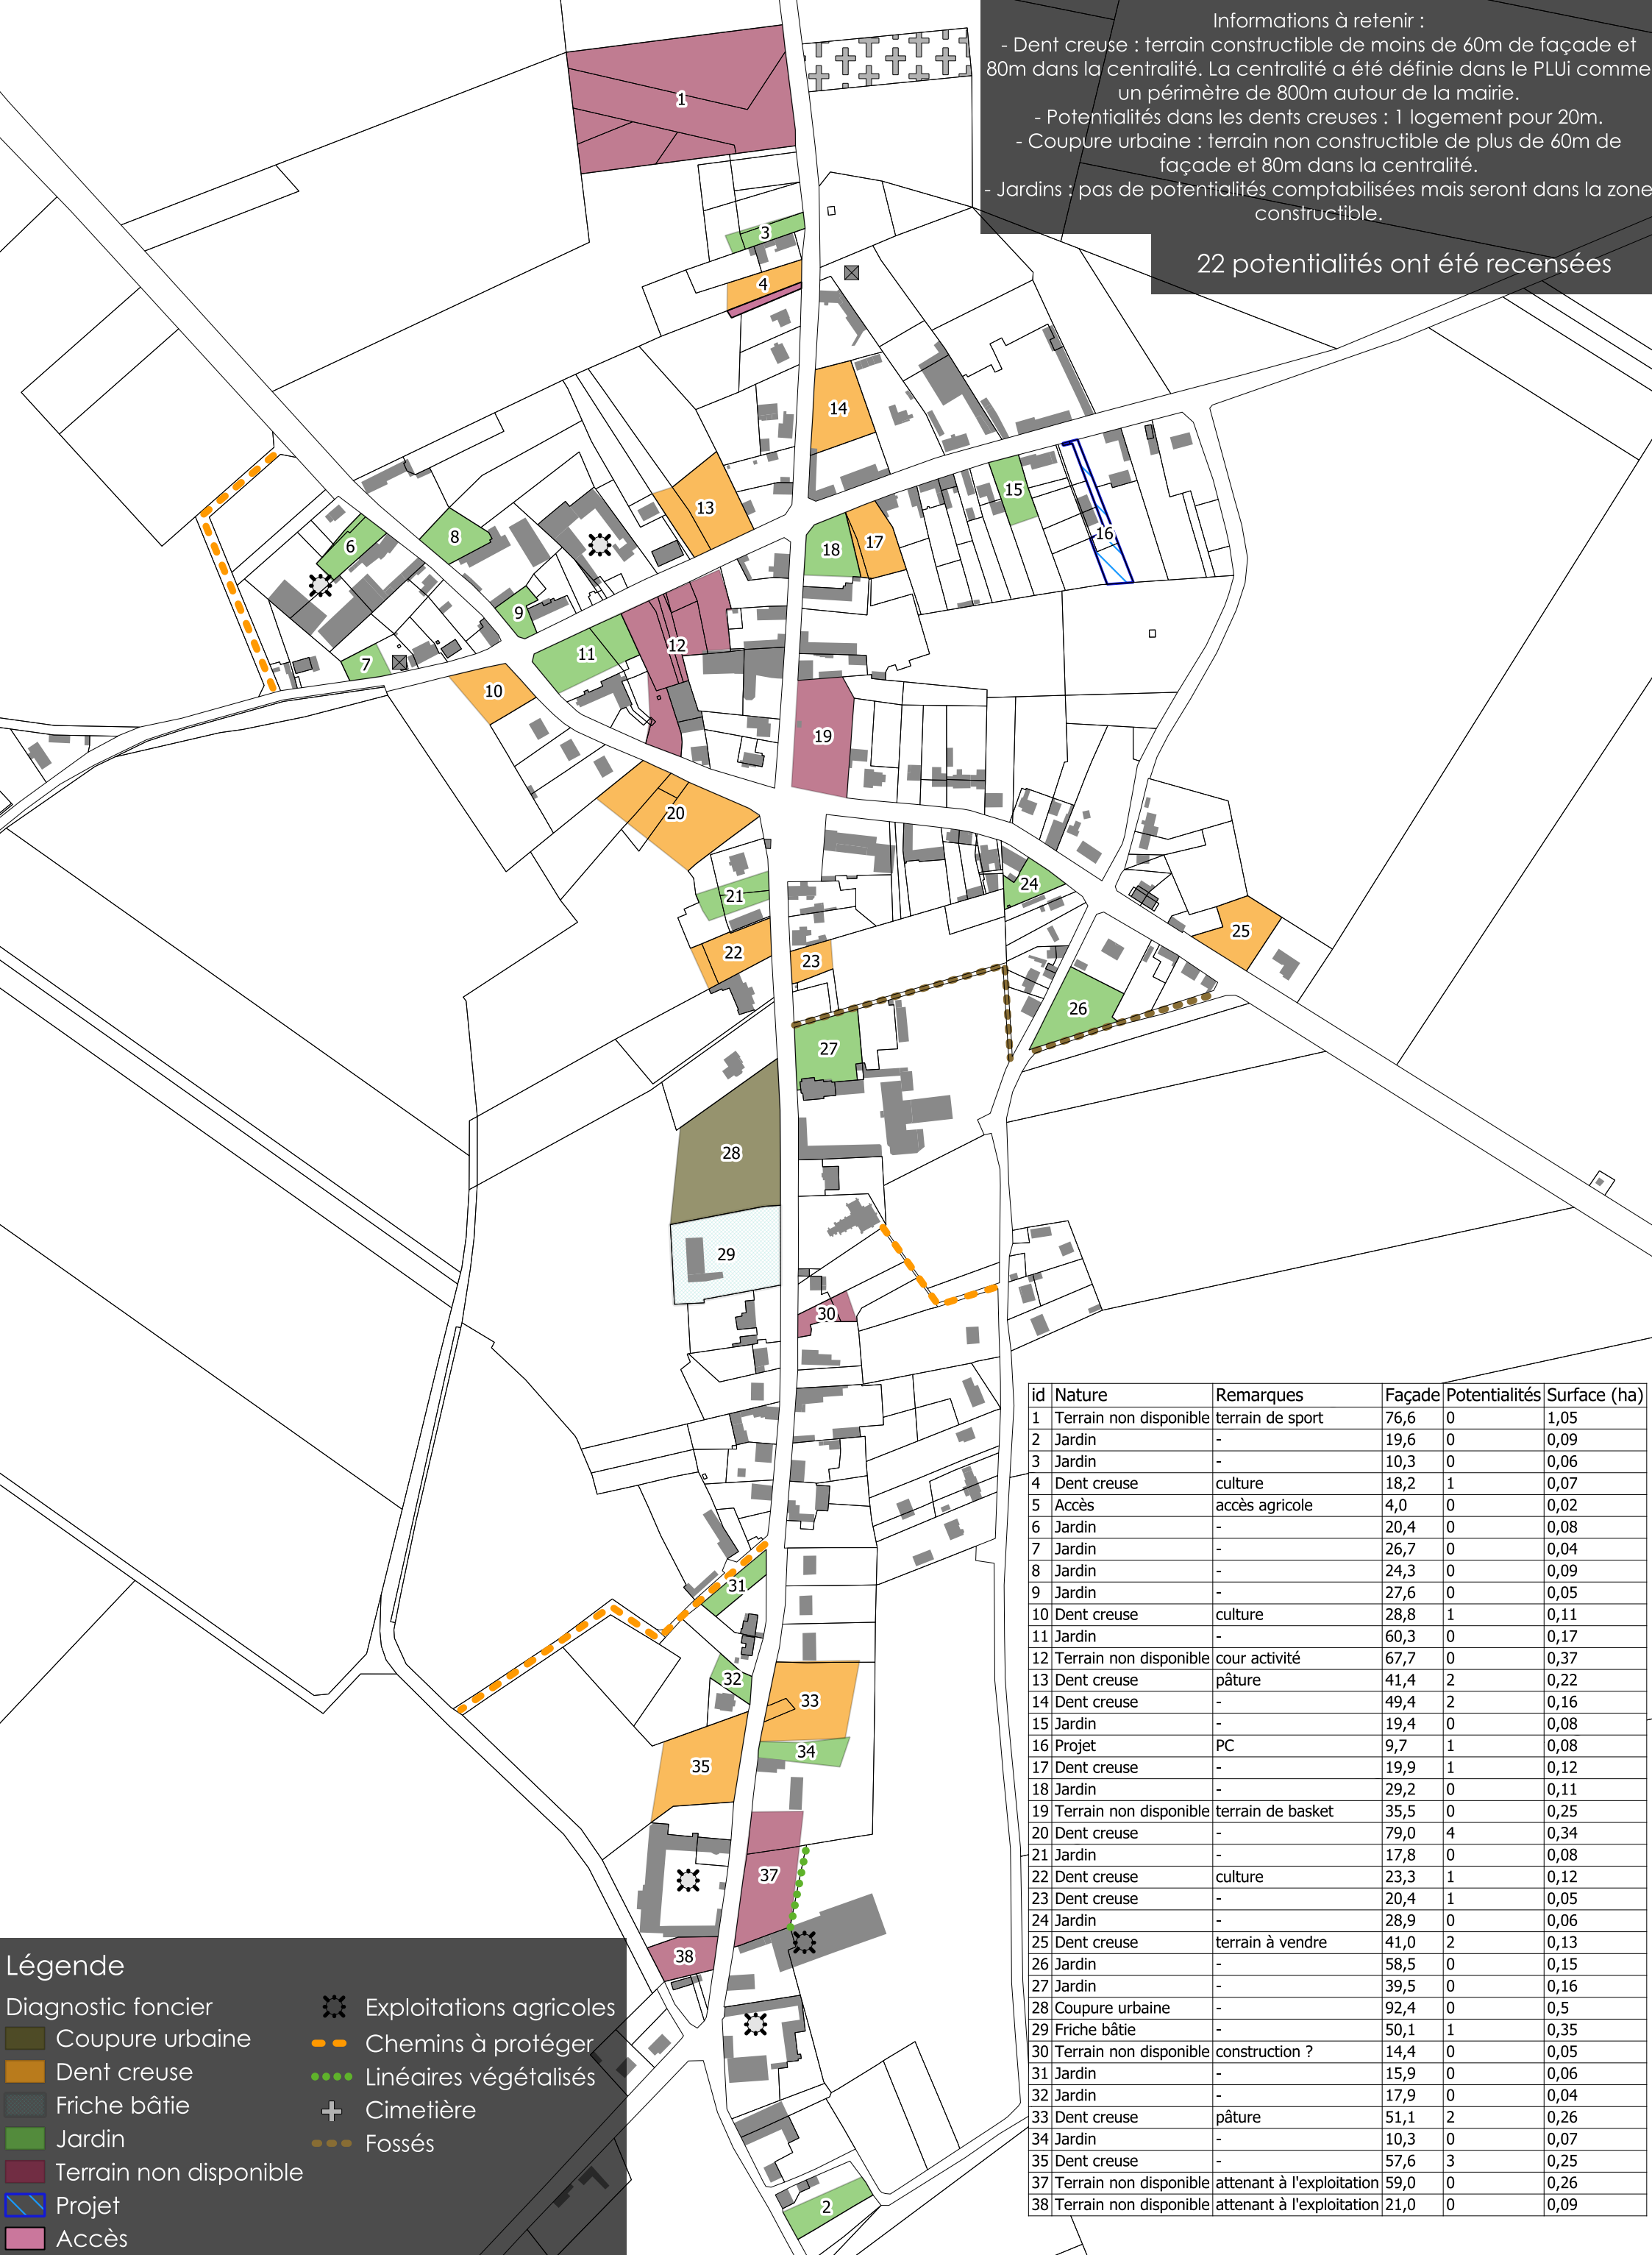 Informations à retenir :
- Dent creuse : terrain constructible de moins de 60m de façade et
80m dans la centralité. La centralité a été définie dans le PLUi comme
un périmètre de 800m autour de la mairie.
- Potentialités dans les dents creuses : 1 logement pour 20m.
- Coupure urbaine : terrain non constructible de plus de 60m de
façade et 80m dans la centralité.
- Jardins : pas de potentialités comptabilisées mais seront dans la zone
constructible.
22 potentialités ont été recensées
1
3
4
14
13
15
16
6
8
18
17
9
7
11
12
10
19
20
24
21
25
22
23
26
27
28
29
30
31
32
33
34
35
37
38
2
id Nature Remarques Façade Potentialités Surface (ha)
1 Terrain non disponible terrain de sport 76,6 0 1,05
2 Jardin - 19,6 0 0,09
3 Jardin - 10,3 0 0,06
4 Dent creuse culture 18,2 1 0,07
5 Accès accès agricole 4,0 0 0,02
6 Jardin - 20,4 0 0,08
7 Jardin - 26,7 0 0,04
8 Jardin - 24,3 0 0,09
9 Jardin - 27,6 0 0,05
10 Dent creuse culture 28,8 1 0,11
11 Jardin - 60,3 0 0,17
12 Terrain non disponible cour activité 67,7 0 0,37
13 Dent creuse pâture 41,4 2 0,22
14 Dent creuse - 49,4 2 0,16
15 Jardin - 19,4 0 0,08
16 Projet PC 9,7 1 0,08
17 Dent creuse - 19,9 1 0,12
18 Jardin - 29,2 0 0,11
19 Terrain non disponible terrain de basket 35,5 0 0,25
20 Dent creuse - 79,0 4 0,34
21 Jardin - 17,8 0 0,08
22 Dent creuse culture 23,3 1 0,12
23 Dent creuse - 20,4 1 0,05
24 Jardin - 28,9 0 0,06
25 Dent creuse terrain à vendre 41,0 2 0,13
26 Jardin - 58,5 0 0,15
27 Jardin - 39,5 0 0,16
28 Coupure urbaine - 92,4 0 0,5
29 Friche bâtie - 50,1 1 0,35
30 Terrain non disponible construction ? 14,4 0 0,05
31 Jardin - 15,9 0 0,06
32 Jardin - 17,9 0 0,04
33 Dent creuse pâture 51,1 2 0,26
34 Jardin - 10,3 0 0,07
35 Dent creuse - 57,6 3 0,25
37 Terrain non disponible attenant à l'exploitation 59,0 0 0,26
38 Terrain non disponible attenant à l'exploitation 21,0 0 0,09
Légende
Diagnostic foncier
Coupure urbaine
Dent creuse
Friche bâtie
Jardin
Terrain non disponible
Projet
Accès
Exploitations agricoles
Chemins à protéger
Linéaires végétalisés
Cimetière
Fossés